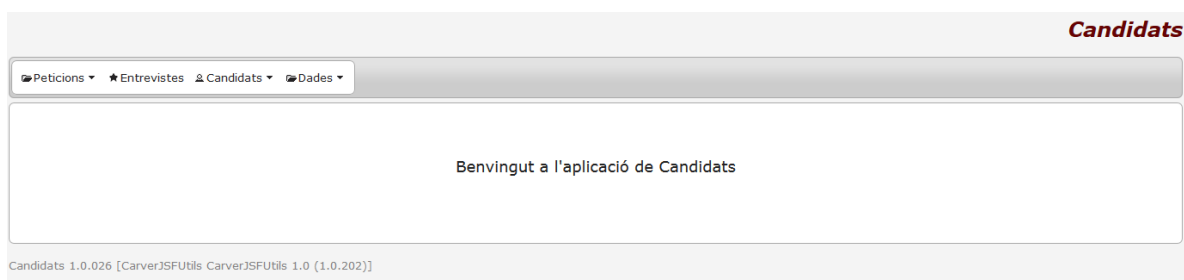 Candidats
Peticions Entrevistes Candidats Dades
Benvingut a l'aplicació de Candidats
Candidats 1.0.026 [CarverJSFUtils CarverJSFUtils 1.0 (1.0.202)]